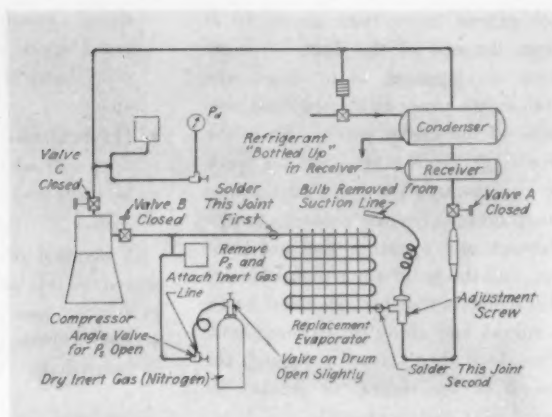 Pd
Condenser
Refrigerant
"Bottled Up"
in Receiver
Receiver
Valve
C
Closed
Valve B
Closed
Solder
This Joint
First
Bulb Removed from
Suction Line
Valve A
Closed
Remove
Ps and
Attach Inert Gas
Line
Compressor
Angle Valve
for Ps Open
Replacement
Evaporator
Adjustment
Screw
Valve on Drum
Open Slightly
Solder This Joint
Second
Dry Inert Gas (Nitrogen)